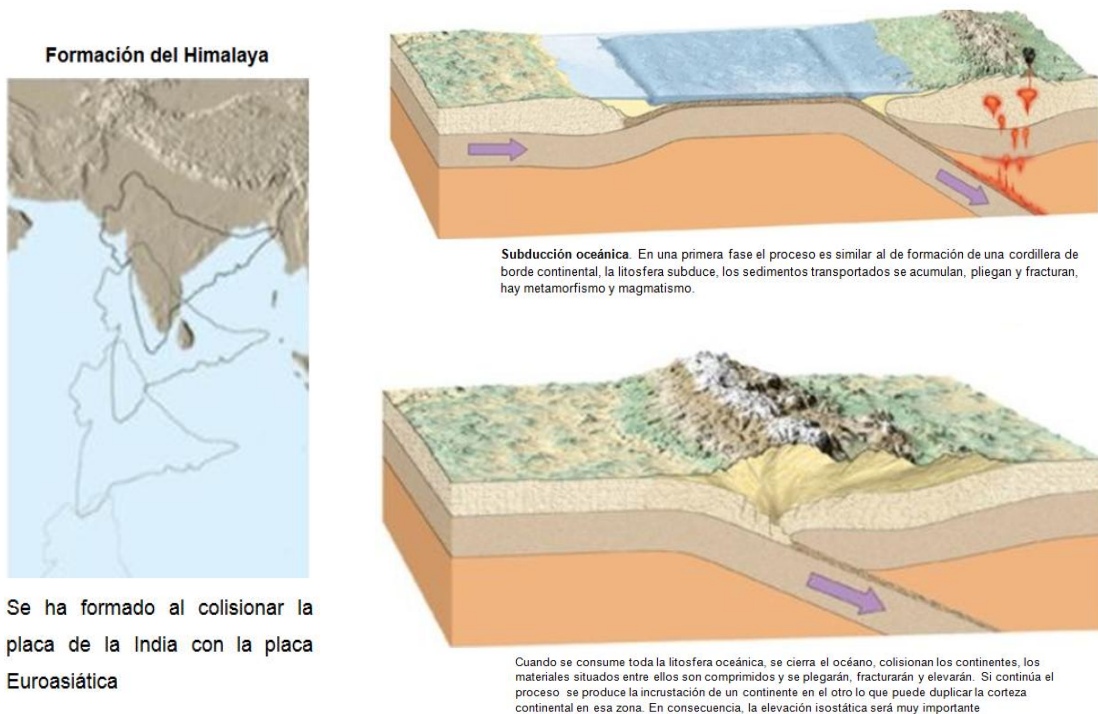 Formación del Himalaya
Se ha formado al colisionar la
placa de la India con la placa
Euroasiática
Subducción oceánica. En una primera fase el proceso es similar al de formación de una cordillera de
borde continental, la litosfera subduce, los sedimentos transportados se acumulan, pliegan y fracturan,
hay metamorfismo y magmatismo.
Cuando se consume toda la litosfera oceánica, se cierra el océano, colisionan los continentes, los
materiales situados entre ellos son comprimidos y se plegarán, fracturarán y elevarán. Si continúa el
proceso se produce la incrustación de un continente en el otro lo que puede duplicar la corteza
continental en esa zona. En consecuencia, la elevación isostática será muy importante